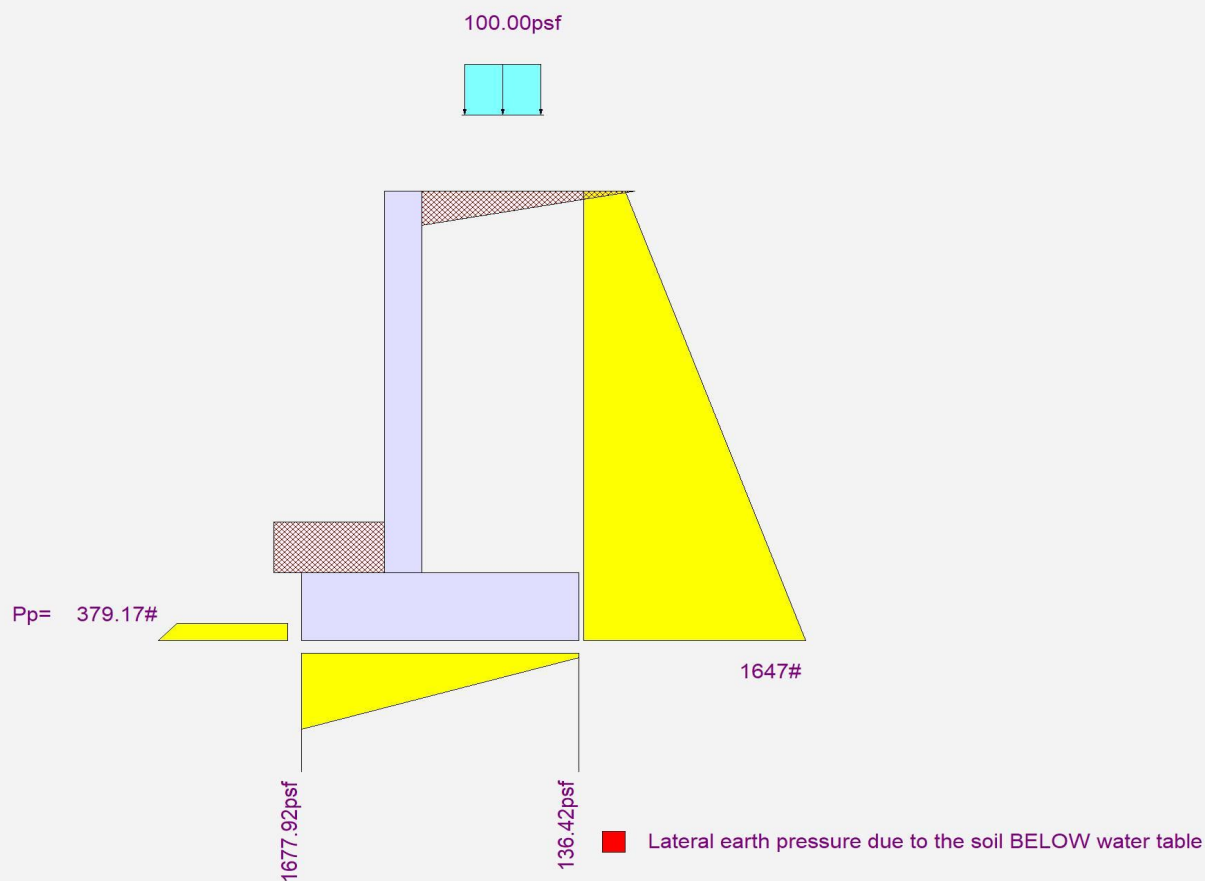 100.00psf
Pp= 379.17#
1647#
1677.92psf
136.42psf
Lateral earth pressure due to the soil BELOW water table